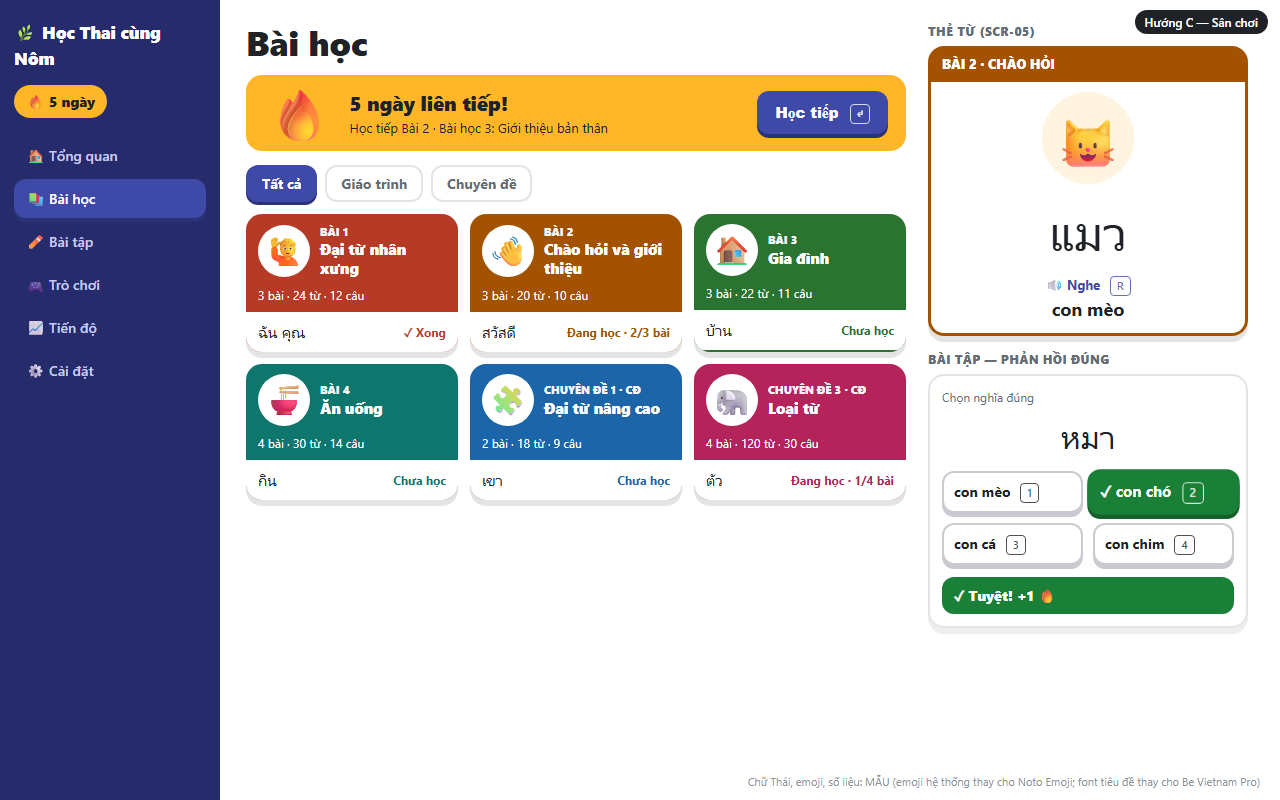 Học Thai cùng
Nôm
5 ngày
Tổng quan
Bài học
Bài tập
Trò chơi
Tiến độ
Cài đặt
Bài học
5 ngày liên tiếp!
Học tiếp Bài 2 · Bài học 3: Giới thiệu bản thân
Học tiếp ↵
Tất cả
Giáo trình
Chuyên đề
BÀI 1
Đại từ nhân
xưng
3 bài · 24 từ · 12 câu
ฉัน คุณ
✓ Xong
BÀI 2
Chào hỏi và giới
thiệu
3 bài · 20 từ · 10 câu
สวัสดี
Đang học · 2/3 bài
BÀI 3
Gia đình
3 bài · 22 từ · 11 câu
บ้าน
Chưa học
BÀI 4
Ăn uống
4 bài · 30 từ · 14 câu
กิน
Chưa học
CHUYÊN ĐỀ 1 · CĐ
Đại từ nâng cao
2 bài · 18 từ · 9 câu
เขา
Chưa học
CHUYÊN ĐỀ 3 · CĐ
Loại từ
4 bài · 120 từ · 30 câu
ตัว
Đang học · 1/4 bài
Hướng C — Sân chơi
THẺ TỪ (SCR-05)
BÀI 2 · CHÀO HỎI
แมว
Nghe R
con mèo
BÀI TẬP — PHẢN HỒI ĐÚNG
Chọn nghĩa đúng
หมา
con mèo 1
✓ con chó 2
con cá 3
con chim 4
✓ Tuyệt! +1
Chữ Thái, emoji, số liệu: MẪU (emoji hệ thống thay cho Noto Emoji; font tiêu đề thay cho Be Vietnam Pro)